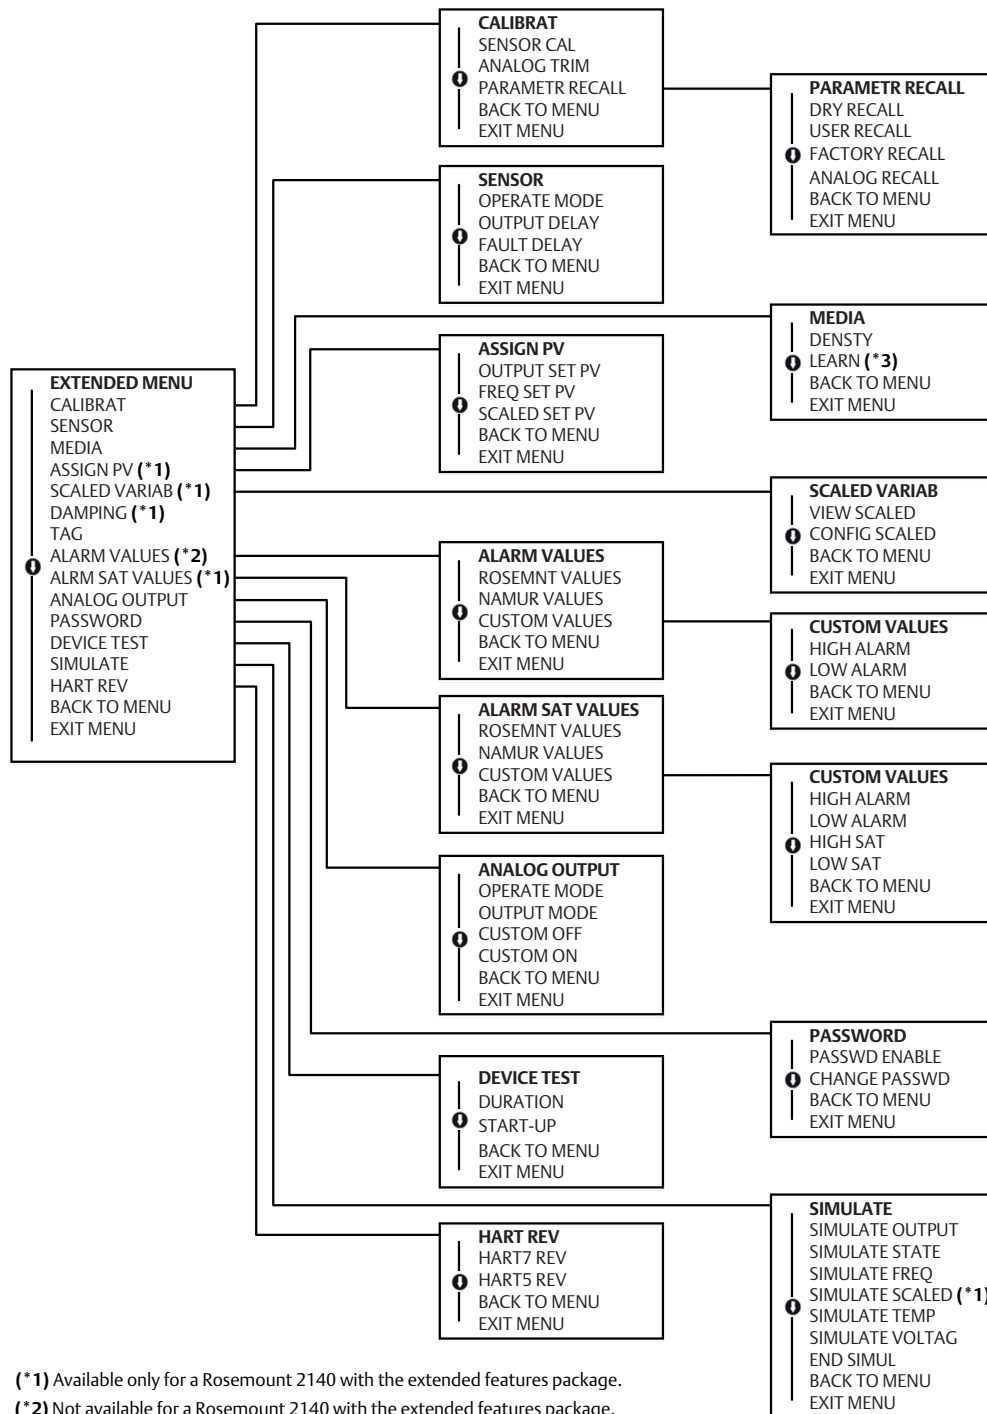 CALIBRAT
SENSOR CAL
ANALOG TRIM
PARAMETR RECALL
BACK TO MENU
EXIT MENU
PARAMETR RECALL
DRY RECALL
USER RECALL
FACTORY RECALL
ANALOG RECALL
BACK TO MENU
EXIT MENU
SENSOR
OPERATE MODE
OUTPUT DELAY
FAULT DELAY
BACK TO MENU
EXIT MENU
MEDIA
DENSTY
LEARN (*3)
BACK TO MENU
EXIT MENU
ASSIGN PV
OUTPUT SET PV
FREQ SET PV
SCALED SET PV
BACK TO MENU
EXIT MENU
EXTENDED MENU
CALIBRAT
SENSOR
MEDIA
ASSIGN PV (*1)
SCALED VARIAB (*1)
DAMPING (*1)
TAG
ALARM VALUES (*2)
ALRM SAT VALUES (*1)
ANALOG OUTPUT
PASSWORD
DEVICE TEST
SIMULATE
HART REV
BACK TO MENU
EXIT MENU
SCALED VARIAB
VIEW SCALED
CONFIG SCALED
BACK TO MENU
EXIT MENU
ALARM VALUES
ROSEMNT VALUES
NAMUR VALUES
CUSTOM VALUES
BACK TO MENU
EXIT MENU
CUSTOM VALUES
HIGH ALARM
LOW ALARM
BACK TO MENU
EXIT MENU
ALARM SAT VALUES
ROSEMNT VALUES
NAMUR VALUES
CUSTOM VALUES
BACK TO MENU
EXIT MENU
CUSTOM VALUES
HIGH ALARM
LOW ALARM
HIGH SAT
LOW SAT
BACK TO MENU
EXIT MENU
ANALOG OUTPUT
OPERATE MODE
OUTPUT MODE
CUSTOM OFF
CUSTOM ON
BACK TO MENU
EXIT MENU
PASSWORD
PASSWD ENABLE
CHANGE PASSWD
BACK TO MENU
EXIT MENU
DEVICE TEST
DURATION
START-UP
BACK TO MENU
EXIT MENU
SIMULATE
SIMULATE OUTPUT
SIMULATE STATE
SIMULATE FREQ
SIMULATE SCALED (*1)
SIMULATE TEMP
SIMULATE VOLTAG
END SIMUL
BACK TO MENU
EXIT MENU
HART REV
HART7 REV
HART5 REV
BACK TO MENU
EXIT MENU
(*1) Available only for a Rosemount 2140 with the extended features package.
(*2) Not available for a Rosemount 2140 with the extended features package.